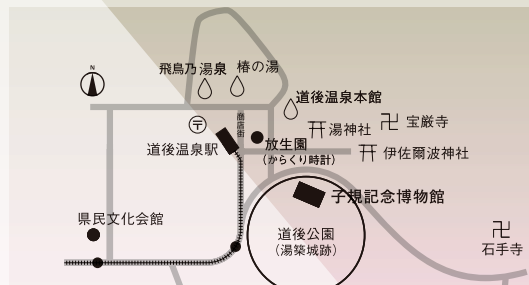 飛鳥乃湯泉
椿の湯
N
道後温泉本館
商店街
湯神社
宝厳寺
放生園
(からくり時計)
道後温泉駅
伊佐爾波神社
子規記念博物館
県民文化会館
道後公園
(湯築城跡)
石手寺